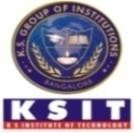 K.S. GROUP OF INSTITUTIONS
BANGALORE
KSIT
K S INSTITUTE OF TECHNOLOGY